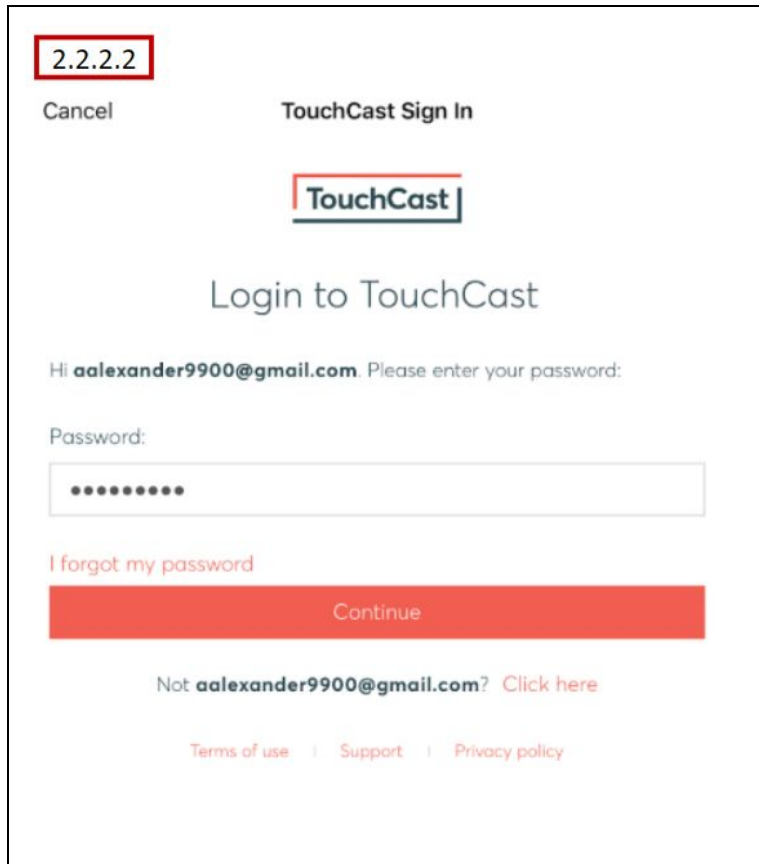 2.2.2.2
Cancel TouchCast Sign In
TouchCast
Login to TouchCast
Hi aalexander9900@gmail.com. Please enter your password:
Password:
•••••••••
I forgot my password
Continue
Not aalexander9900@gmail.com? Click here
Terms of use | Support | Privacy policy